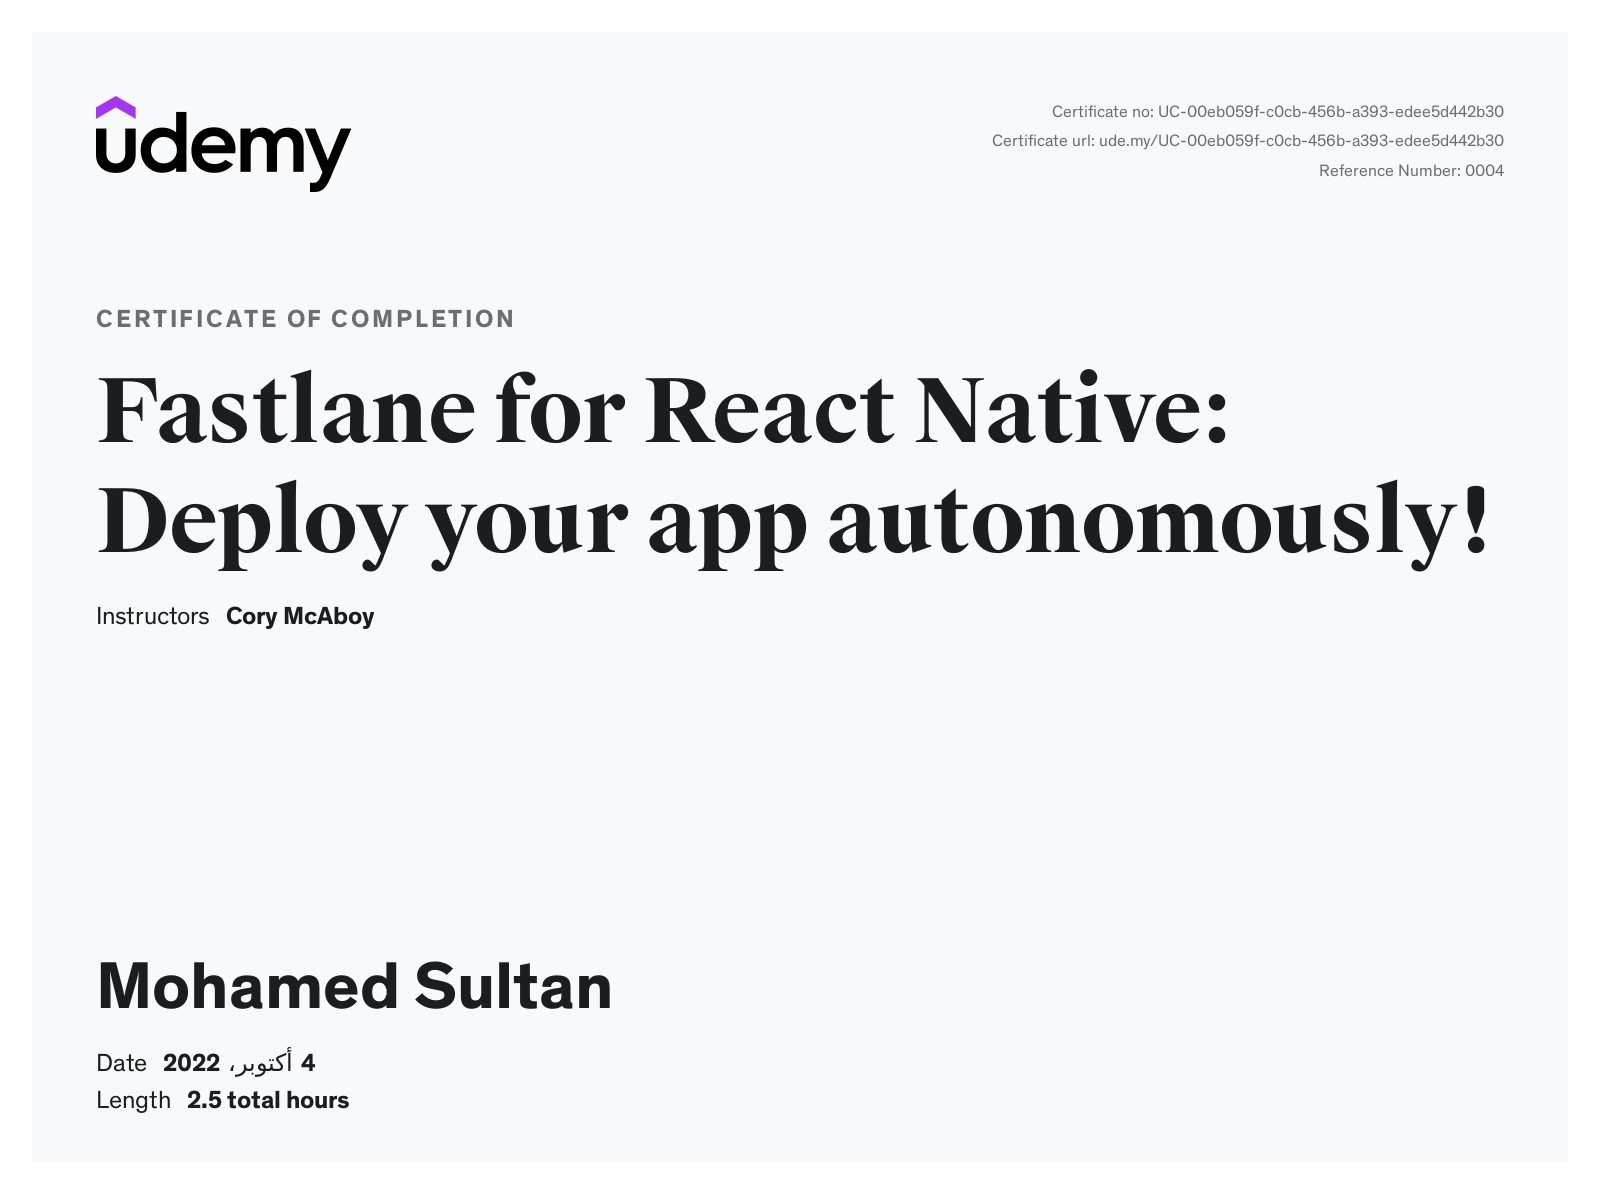 udemy
Certificate no: UC-00eb059f-c0cb-456b-a393-edee5d442b30
Certificate url: ude.my/UC-00eb059f-c0cb-456b-a393-edee5d442b30
Reference Number: 0004
CERTIFICATE OF COMPLETION
Fastlane for React Native:
Deploy your app autonomously!
Instructors Cory McAboy
Mohamed Sultan
Date 4 أكتوبر، 2022
Length 2.5 total hours